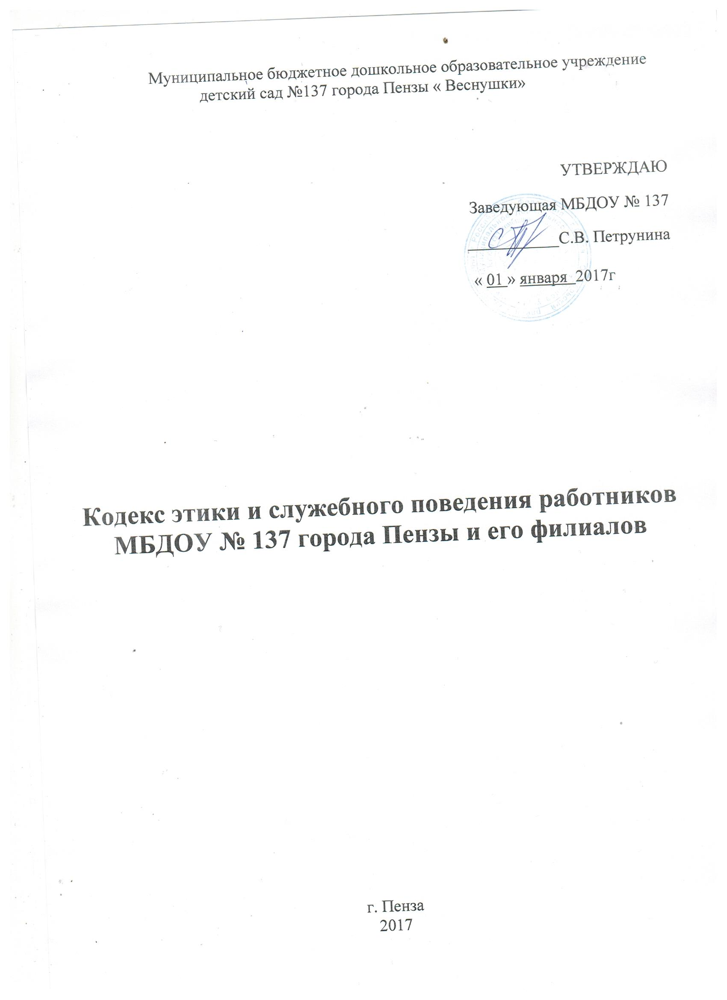 Муниципальное бюджетное дошкольное образовательное учреждение
детский сад №137 города Пензы « Веснушки»
УТВЕРЖДАЮ
Заведующая МБДОУ № 137
____________С.В. Петрунина
« 01 » января 2017г
Кодекс этики и служебного поведения работников
МБДОУ № 137 города Пензы и его филиалов
г. Пенза
2017